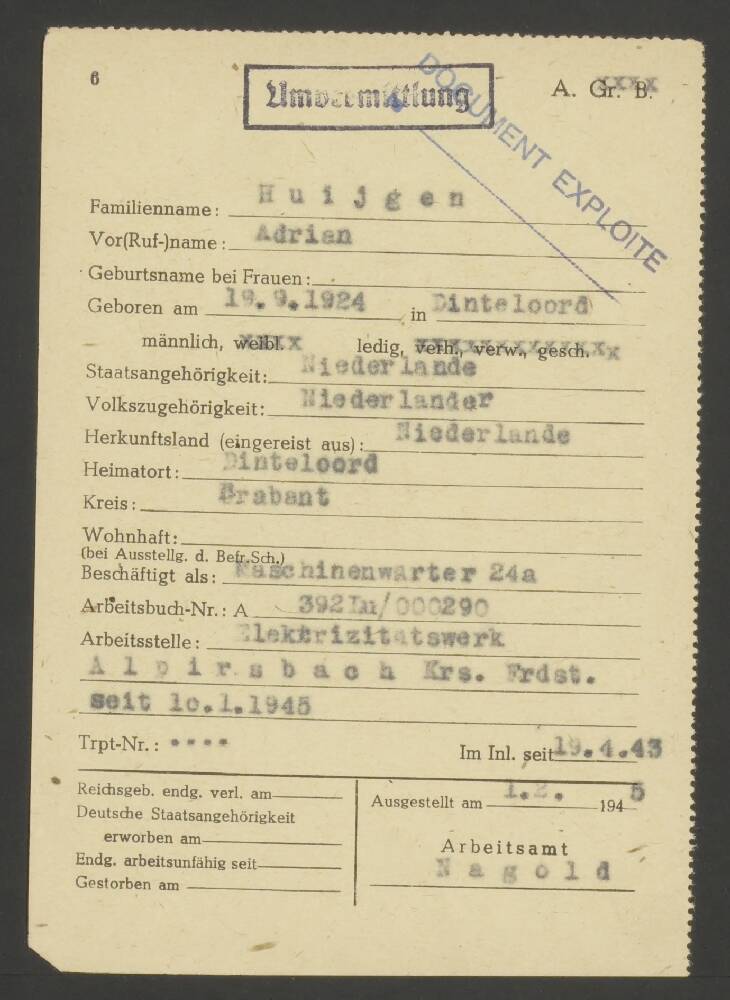 6
Umvermittlung
A. Gr. B.
DOCUMENT EXPLOITE
Familienname: Huijgen
Vor(Ruf-)name: Adrian
Geburtsname bei Frauen:
Geboren am 19.9.1924 in Dinteloord
männlich, weibl. ledig, verh., verw., gesch.
Staatsangehörigkeit: Niederlande
Volkszugehörigkeit: Niederlander
Herkunftsland (eingereist aus): Niederlande
Heimatort: Dinteloord
Kreis: Brabant
Wohnhaft:
(bei Ausstellg. d. Befr.Sch.)
Beschäftigt als: Maschinenwarter 24a
Arbeitsbuch-Nr.: A 392 /000290
Arbeitsstelle: Elektrizitatswerk
Alpirsbach Krs. Frdst.
seit 10.1.1945
Trpt-Nr.: ....
Im Inl. seit 19.4.43
Reichsgeb. endg. verl. am
Deutsche Staatsangehörigkeit
erworben am
Endg. arbeitsunfähig seit
Gestorben am
Ausgestellt am 1.2. 1945
Arbeitsamt
Nagold